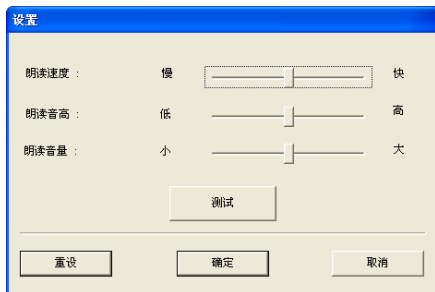 设置
朗读速度 : 慢 快
朗读音高 : 低 高
朗读音量 : 小 大
测试
重设 确定 取消